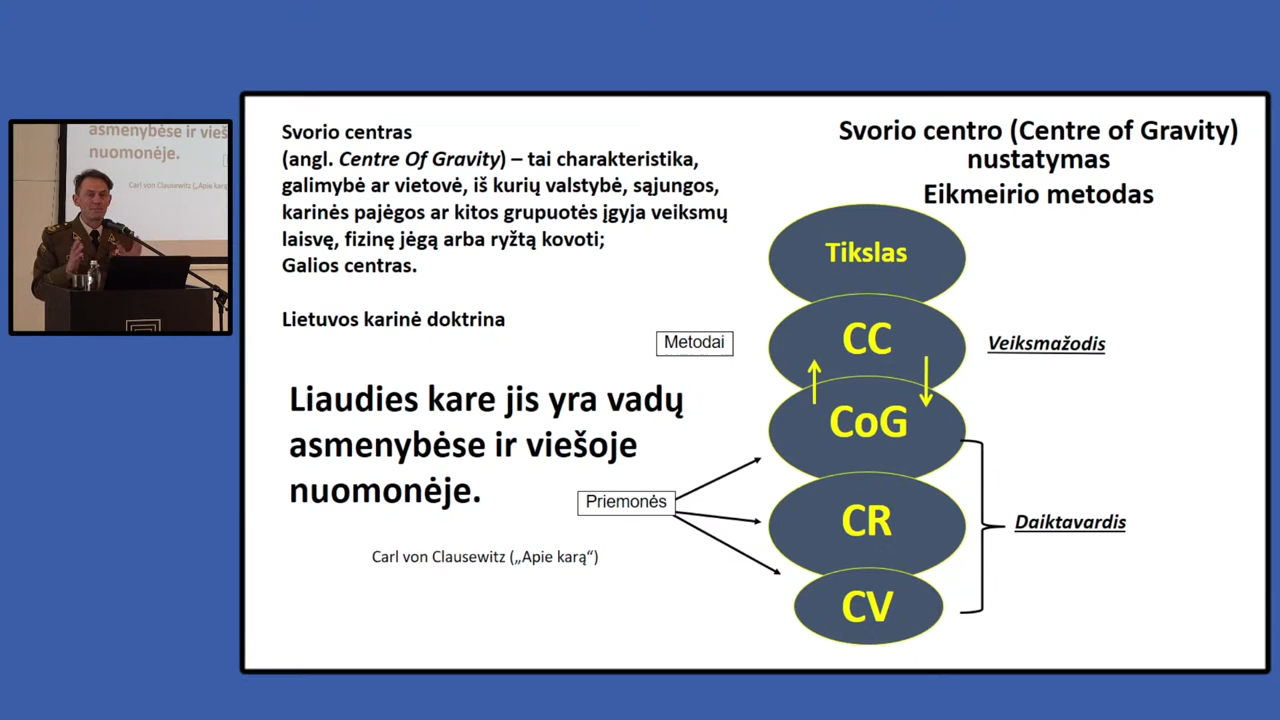 asmenybėse ir vieš
nuomonėje.
Carl von Clausewitz („Apie karą
Svorio centras
(angl. Centre Of Gravity) – tai charakteristika,
galimybė ar vietovė, iš kurių valstybė, sąjungos,
karinės pajėgos ar kitos grupuotės įgyja veiksmų
laisvę, fizinę jėgą arba ryžtą kovoti;
Galios centras.
Lietuvos karinė doktrina
Liaudies kare jis yra vadų
asmenybėse ir viešoje
nuomonėje.
Carl von Clausewitz („Apie karą“)
Svorio centro (Centre of Gravity)
nustatymas
Eikmeirio metodas
Tikslas
Metodai
CC
Veiksmažodis
CoG
Priemonės
CR
Daiktavardis
CV